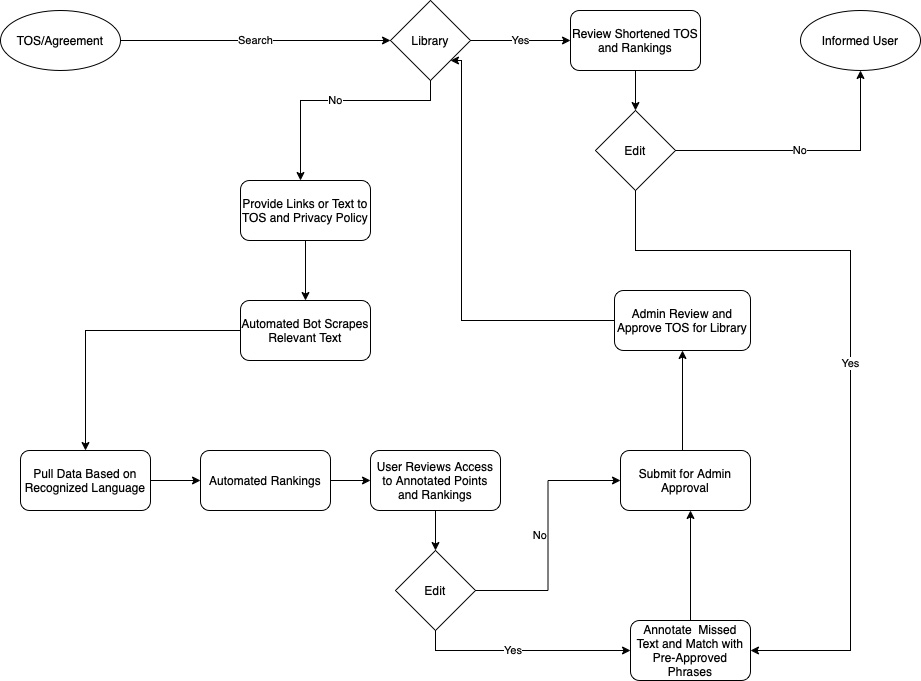 TOS/Agreement
Search
Library
Yes
Review Shortened TOS
and Rankings
Informed User
No
Edit
No
Provide Links or Text to
TOS and Privacy Policy
Automated Bot Scrapes
Relevant Text
Admin Review and
Approve TOS for Library
Yes
Pull Data Based on
Recognized Language
Automated Rankings
User Reviews Access
to Annotated Points
and Rankings
Submit for Admin
Approval
No
Edit
Yes
Annotate Missed
Text and Match with
Pre-Approved
Phrases